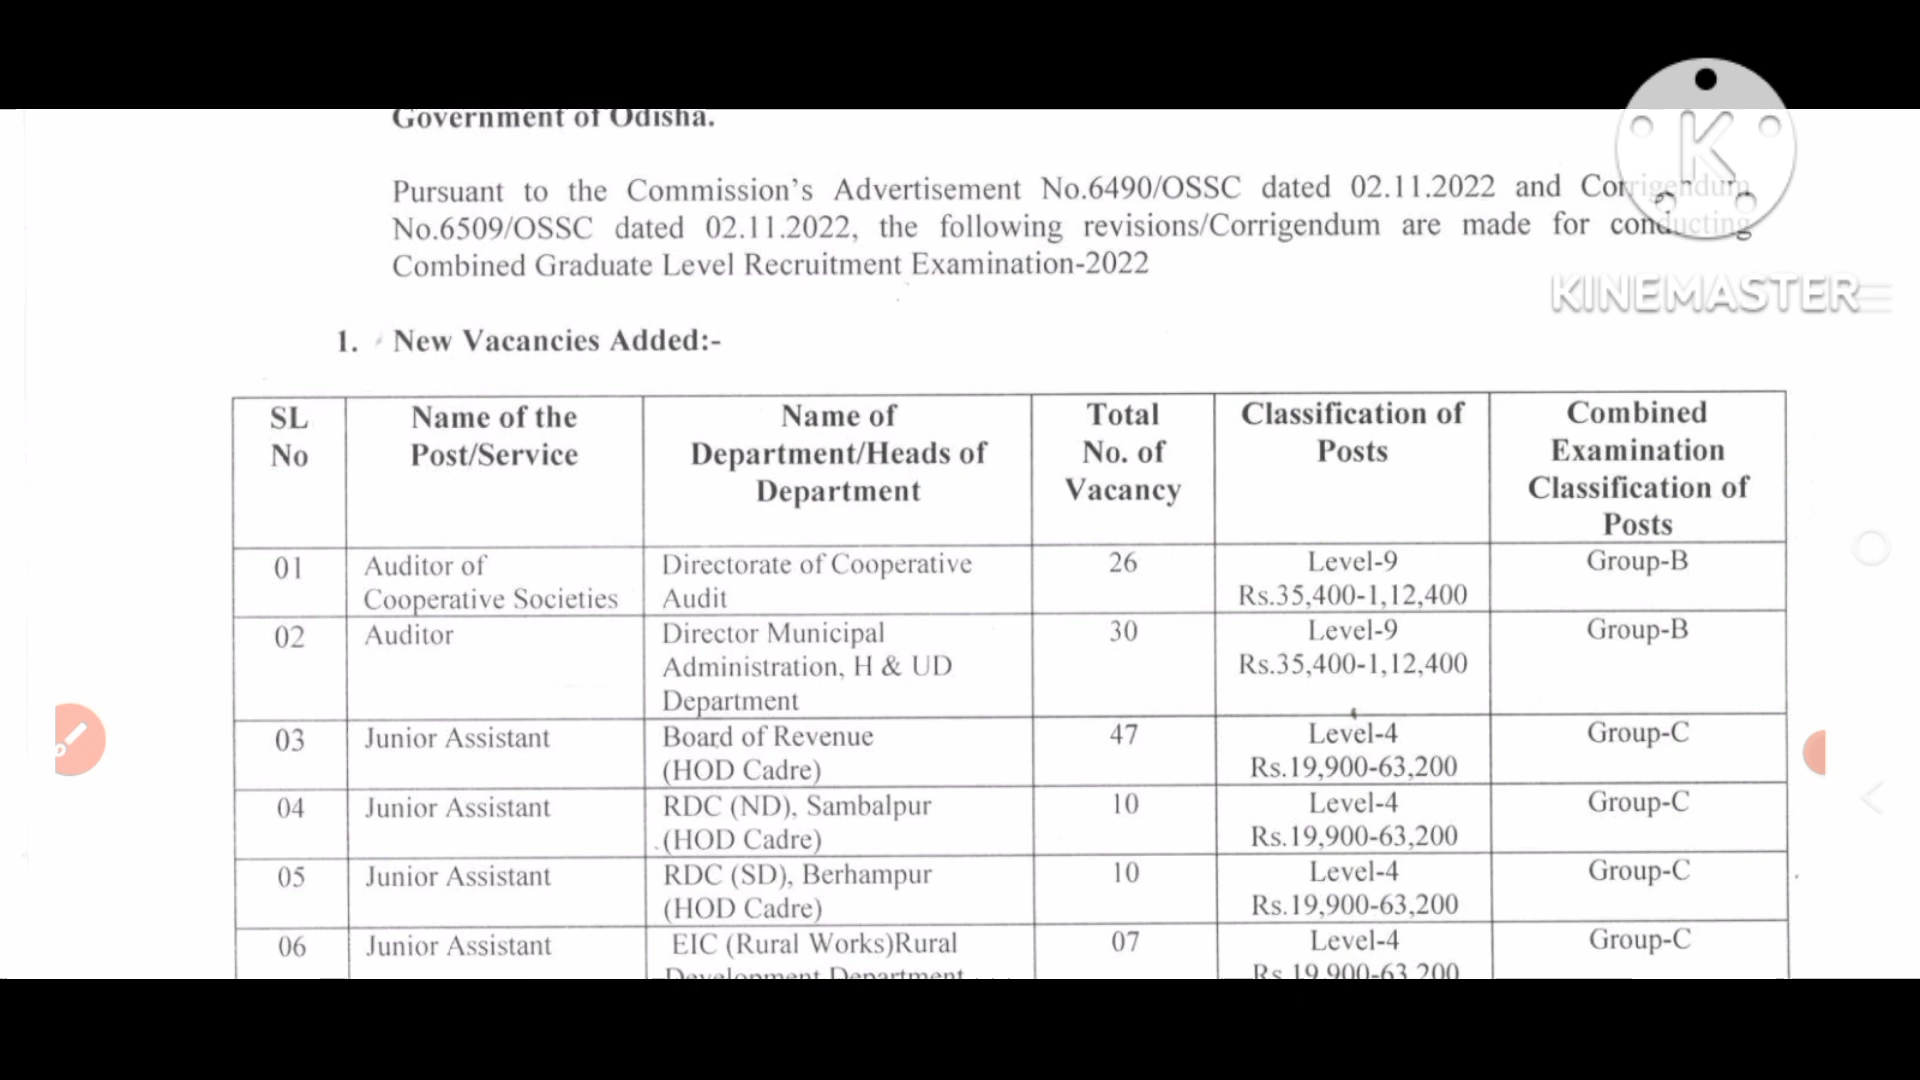 Government of Odisha.
Pursuant to the Commission's Advertisement No.6490/OSSC dated 02.11.2022 and Corrigendum
No.6509/OSSC dated 02.11.2022, the following revisions/Corrigendum are made for conducting
Combined Graduate Level Recruitment Examination-2022
K
KINEMASTER
1. New Vacancies Added:-
SL No
Name of the Post/Service
Name of Department/Heads of Department
Total No. of Vacancy
Classification of Posts
Combined Examination Classification of Posts
01 Auditor of Directorate of Cooperative 26 Level-9 Group-B
Cooperative Societies Audit Rs.35,400-1,12,400
02 Auditor Director Municipal 30 Level-9 Group-B
Administration, H & UD Rs.35,400-1,12,400
Department
03 Junior Assistant Board of Revenue 47 Level-4 Group-C
(HOD Cadre) Rs.19,900-63,200
04 Junior Assistant RDC (ND), Sambalpur 10 Level-4 Group-C
(HOD Cadre) Rs.19,900-63,200
05 Junior Assistant RDC (SD), Berhampur 10 Level-4 Group-C
(HOD Cadre) Rs.19,900-63,200
06 Junior Assistant EIC (Rural Works)Rural 07 Level-4 Group-C
Development Department Rs.19,900-63,200